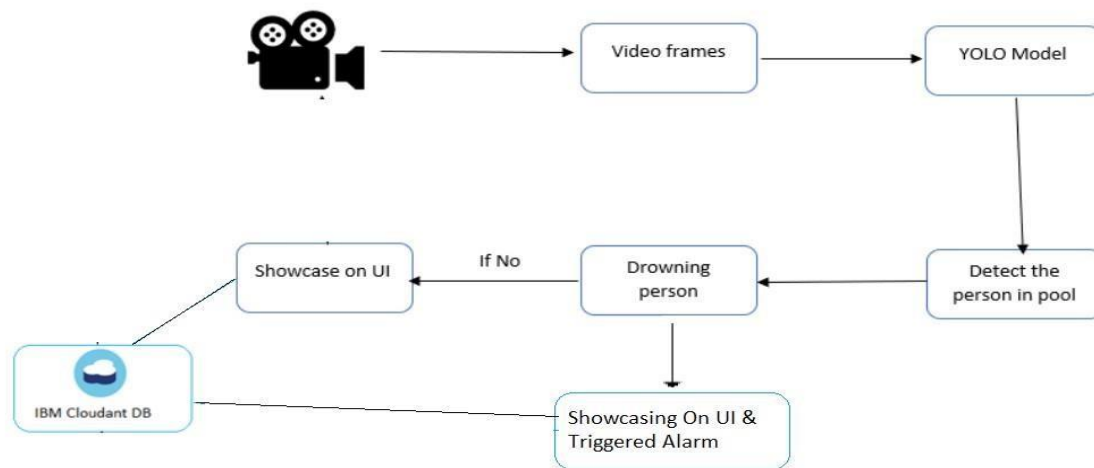 Video frames
YOLO Model
Showcase on UI
If No
Drowning
person
Detect the
person in pool
IBM Cloudant DB
Showcasing On UI &
Triggered Alarm